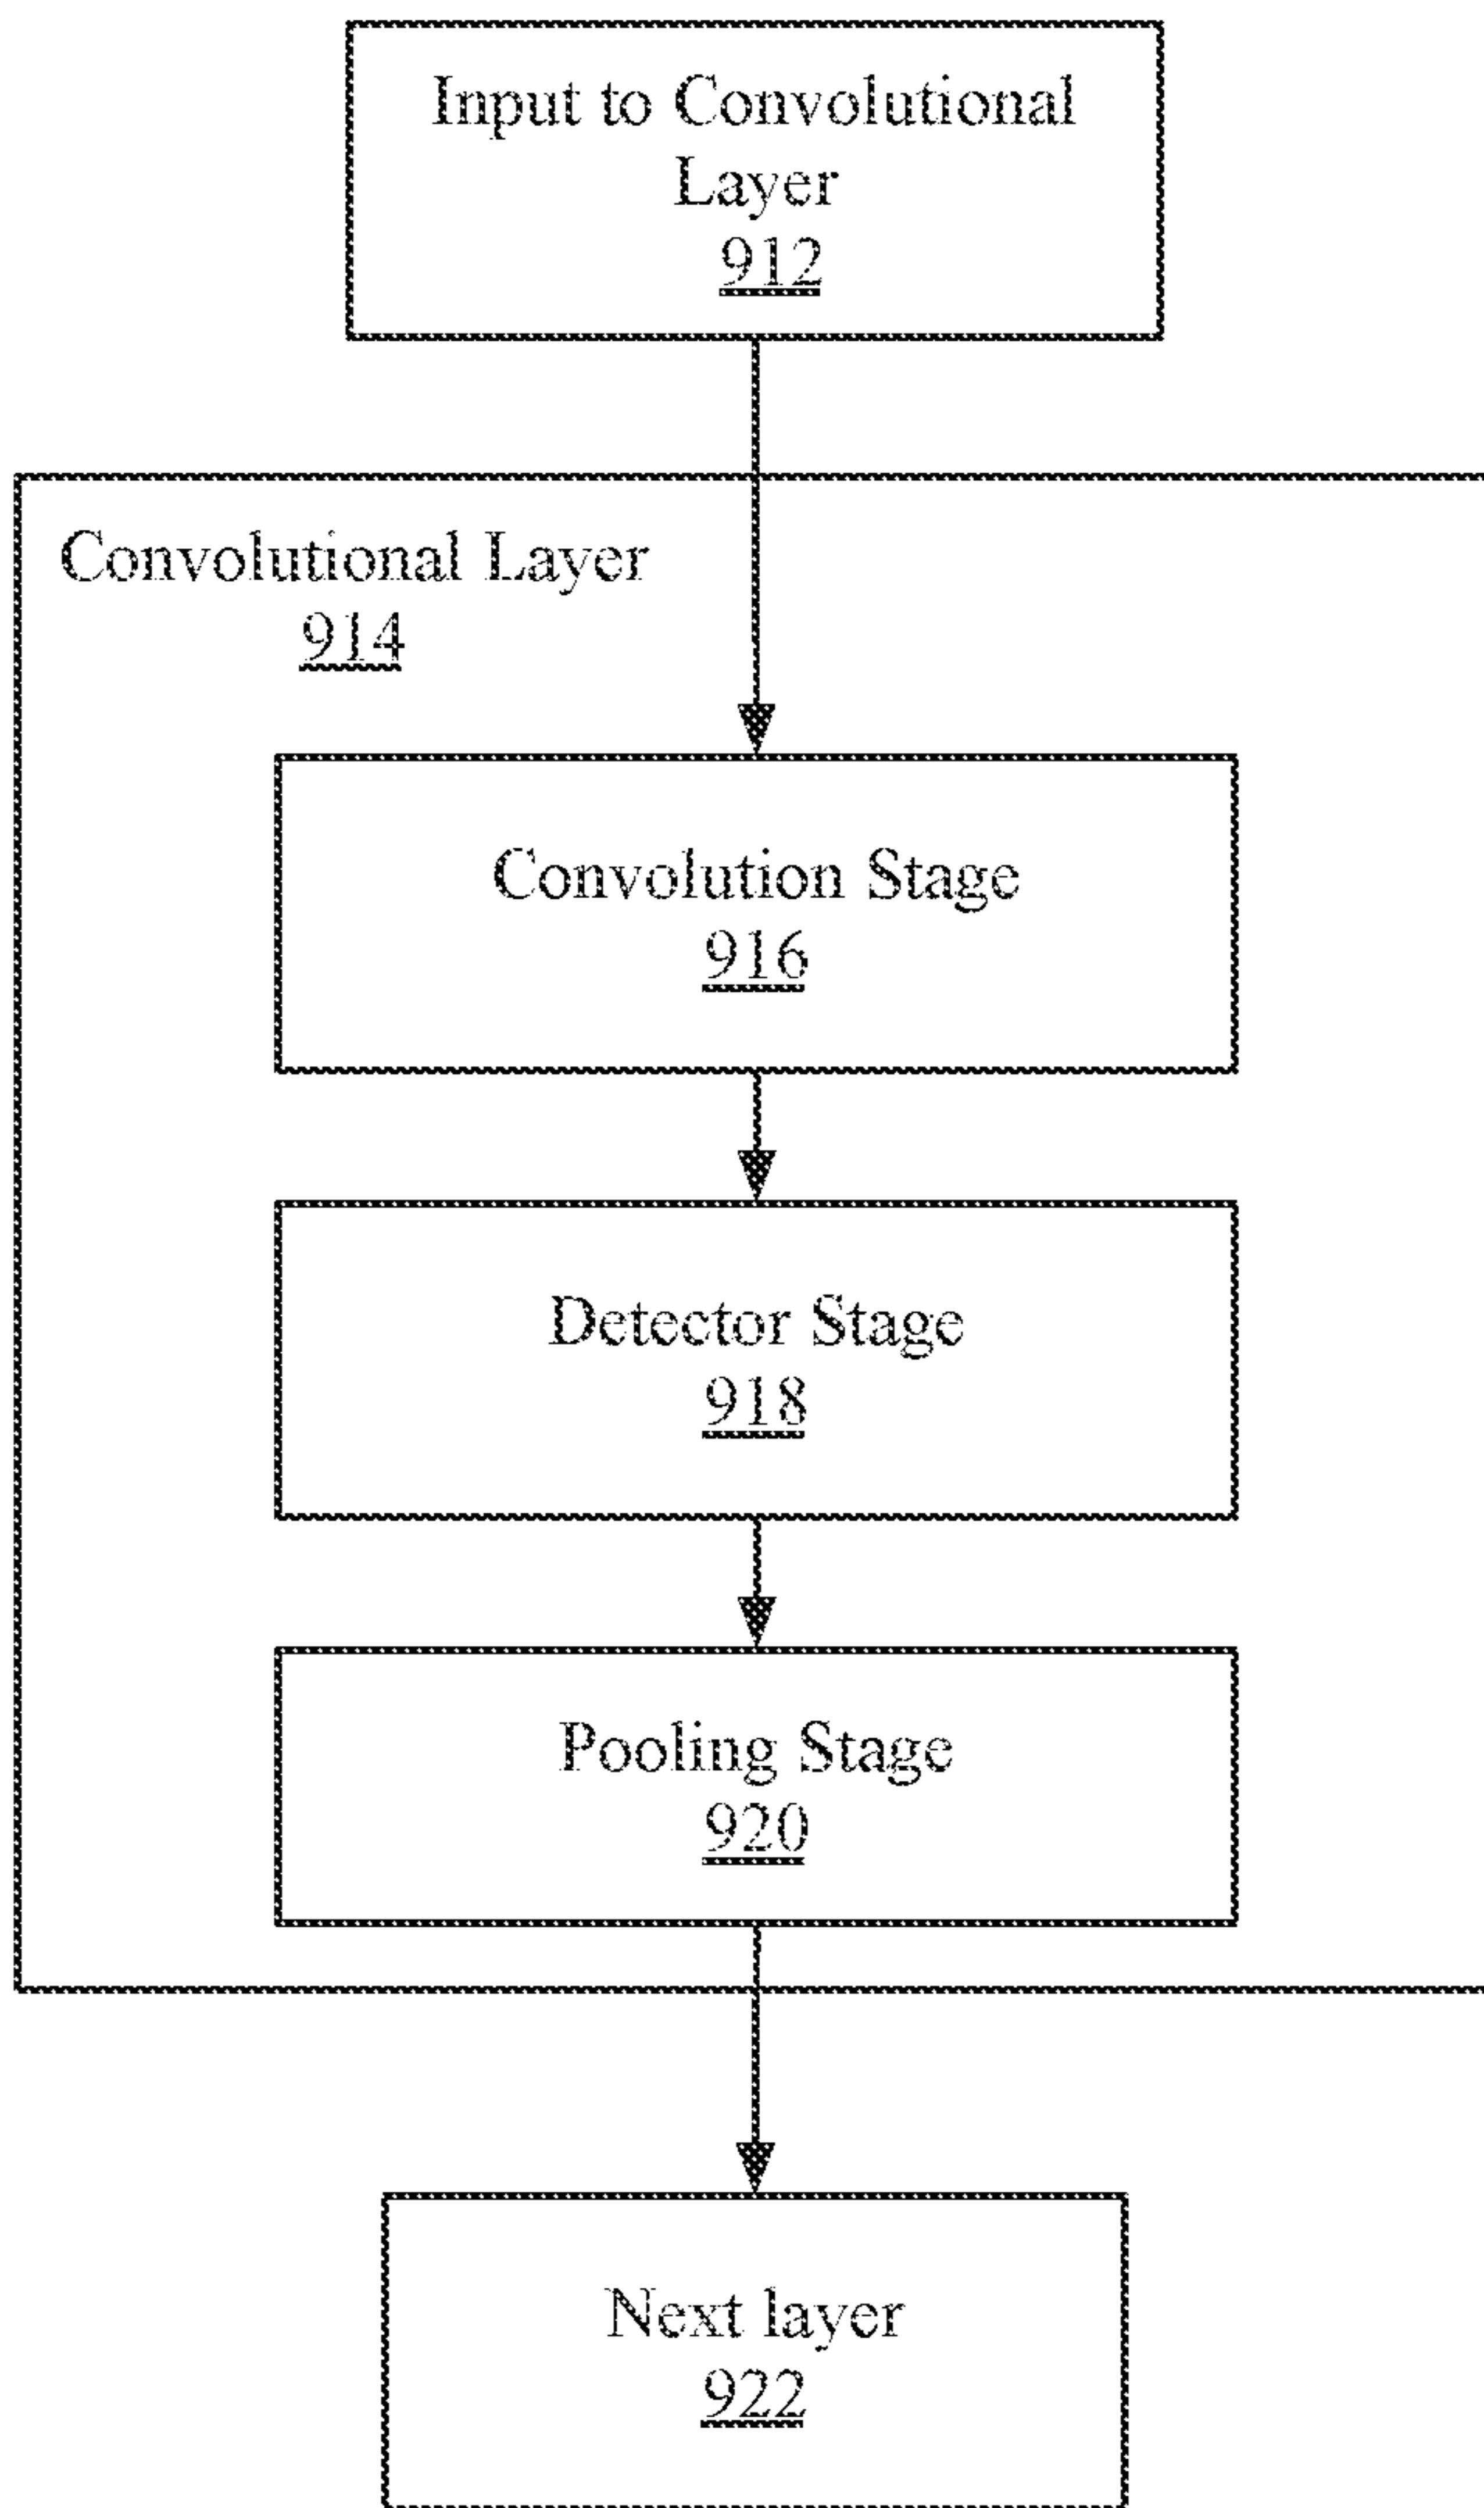 Input to Convolutional
Layer
912
Convolutional Layer
914
Convolution Stage
916
Detector Stage
918
Pooling Stage
920
Next layer
922